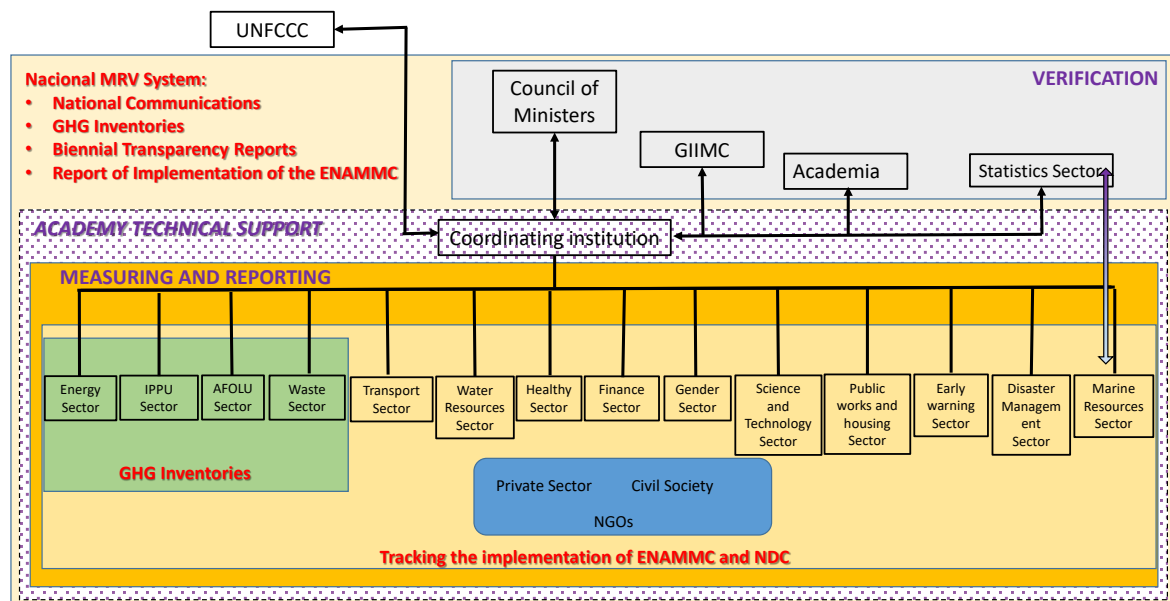 UNFCCC
Nacional MRV System:
• National Communications
• GHG Inventories
• Biennial Transparency Reports
• Report of Implementation of the ENAMMC
VERIFICATION
Council of
Ministers
GIIMC
Academia
Statistics Sector
ACADEMY TECHNICAL SUPPORT
Coordinating institution
MEASURING AND REPORTING
Energy
Sector
IPPU
Sector
AFOLU
Sector
Waste
Sector
Transport
Sector
Water
Resources
Sector
Healthy
Sector
Finance
Sector
Gender
Sector
Science
and
Technology
Sector
Public
works and
housing
Sector
Early
warning
Sector
Disaster
Managem
ent
Sector
Marine
Resources
Sector
GHG Inventories
Private Sector
Civil Society
NGOs
Tracking the implementation of ENAMMC and NDC